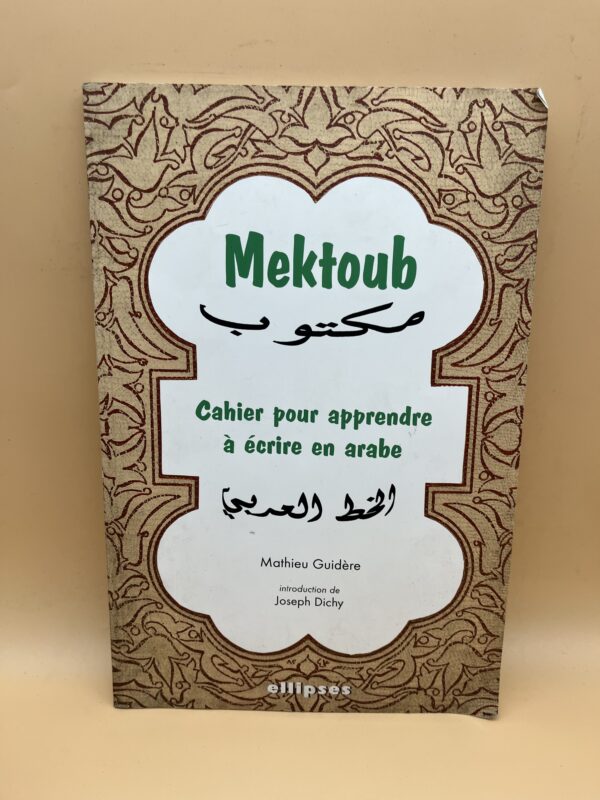 Mektoub
مكتوب
Cahier pour apprendre
à écrire en arabe
الخط العربي
Mathieu Guidère
introduction de
Joseph Dichy
ellipses